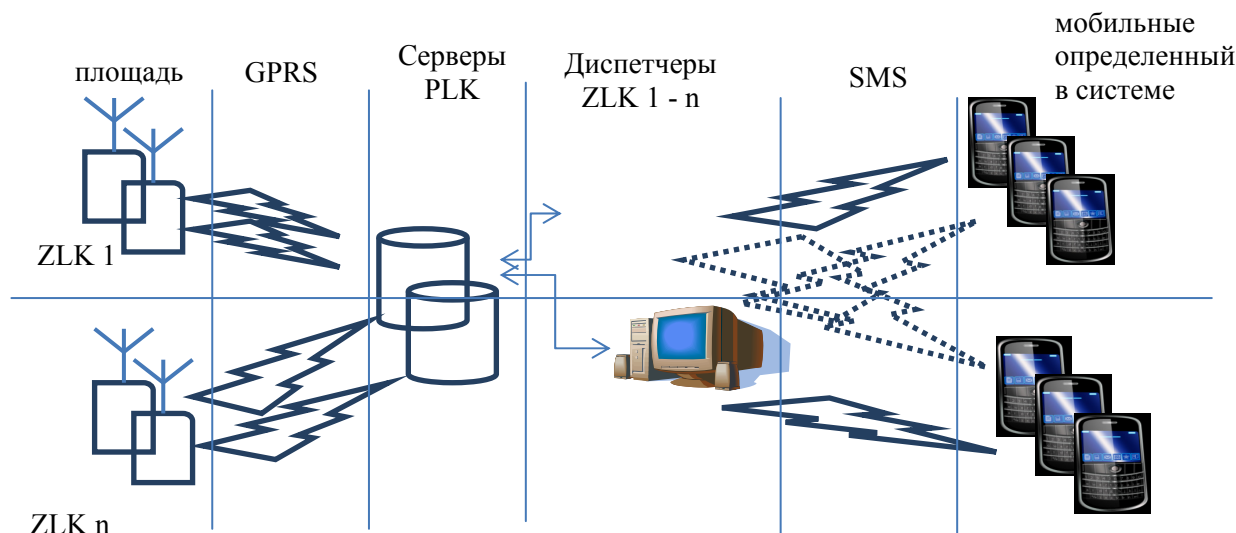 площадь
GPRS
Серверы
PLK
Диспетчеры
ZLK 1 - n
SMS
мобильные
определенный
в системе
ZLK 1
ZLK n